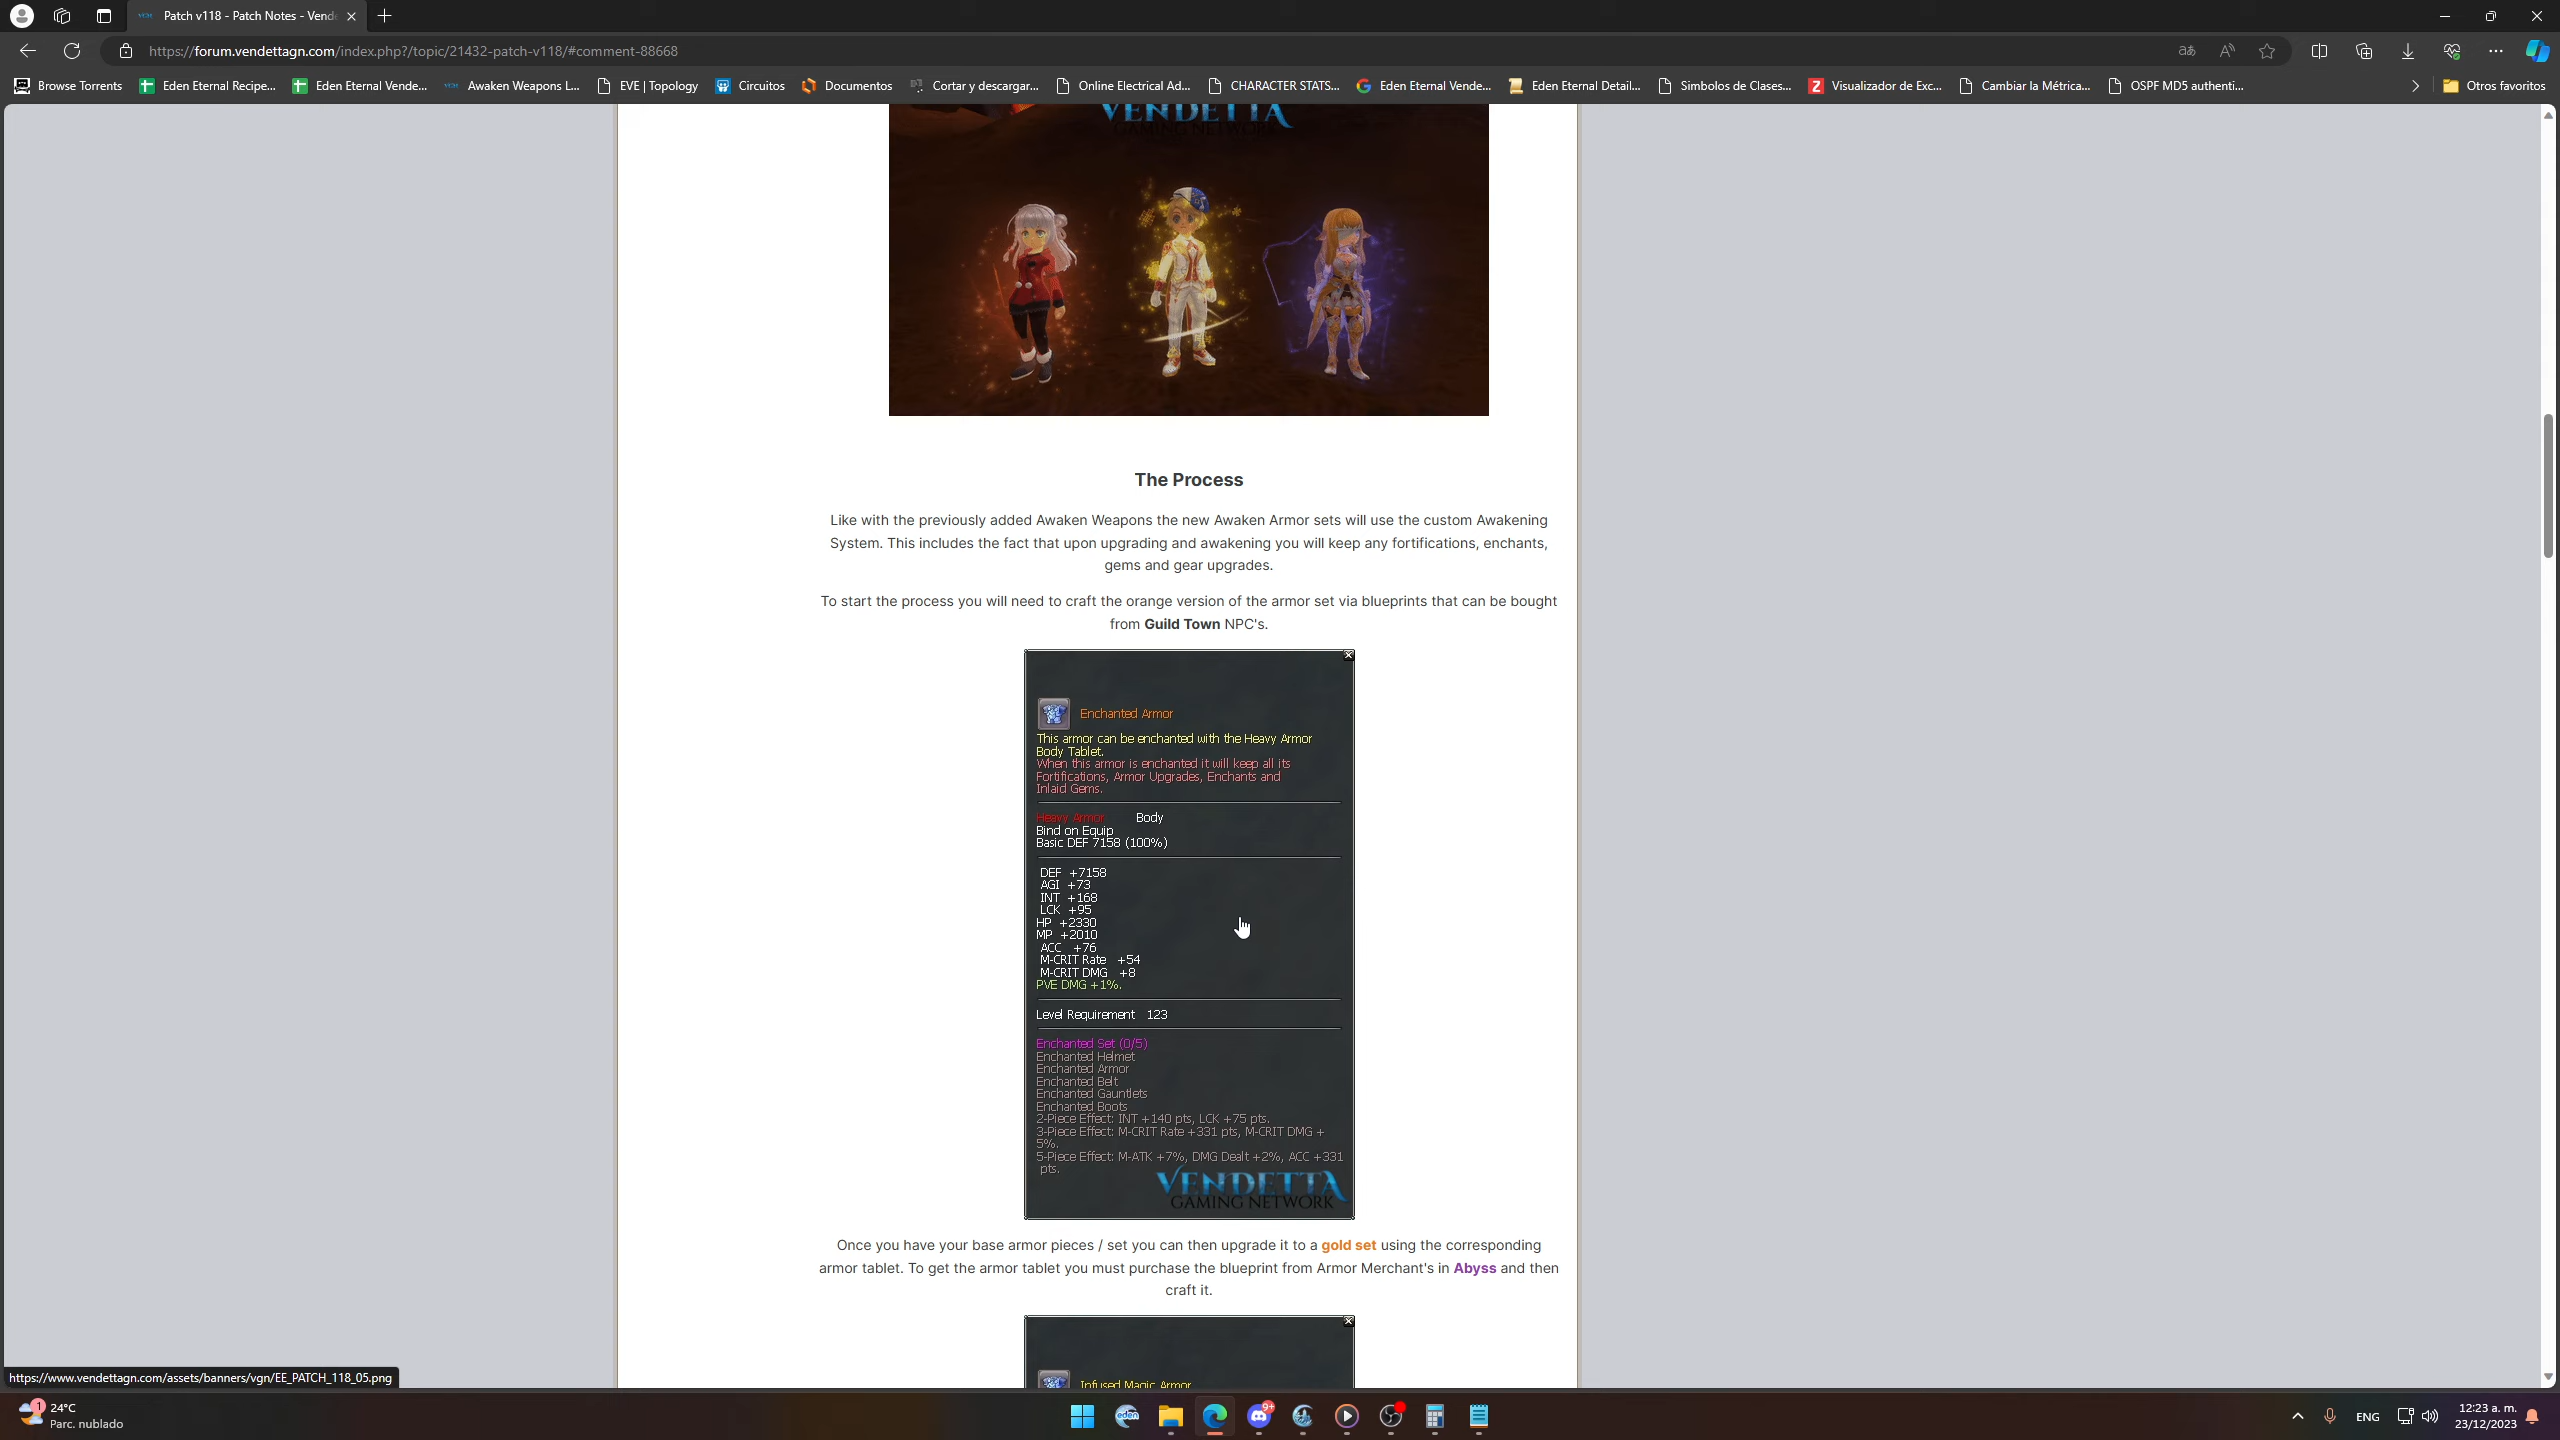 Patch v118 - Patch Notes - Vende
https://forum.vendettagn.com/index.php?/topic/21432-patch-v118/#comment-88668
Browse Torrents
Eden Eternal Recipe...
Eden Eternal Vende...
Awaken Weapons L...
EVE | Topology
Circuitos
Documentos
Cortar y descargar...
Online Electrical Ad...
CHARACTER STATS...
Eden Eternal Vende...
Eden Eternal Detail...
Simbolos de Clases...
Visualizador de Exc...
Cambiar la Métrica...
OSPF MD5 authenti...
Otros favoritos
VENDETTA
GAMING NETWORK
The Process
Like with the previously added Awaken Weapons the new Awaken Armor sets will use the custom Awakening
System. This includes the fact that upon upgrading and awakening you will keep any fortifications, enchants,
gems and gear upgrades.
To start the process you will need to craft the orange version of the armor set via blueprints that can be bought
from Guild Town NPC's.
Enchanted Armor
This armor can be enchanted with the Heavy Armor
Body Tablet.
When this armor is enchanted it will keep all its
Fortifications, Armor Upgrades, Enchants and
Inlaid Gems.
Heavy Armor Body
Bind on Equip
Basic DEF 7158 (100%)
DEF +7158
AGI +73
INT +168
LCK +95
HP +2330
MP +2010
ACC +76
M-CRIT Rate +54
M-CRIT DMG +8
PVE DMG +1%.
Level Requirement 123
Enchanted Set (0/5)
Enchanted Helmet
Enchanted Armor
Enchanted Belt
Enchanted Gauntlets
Enchanted Boots
2-Piece Effect: INT +140 pts, LCK +75 pts.
3-Piece Effect: M-CRIT Rate +331 pts, M-CRIT DMG +
5%.
5-Piece Effect: M-ATK +7%, DMG Dealt +2%, ACC +331
pts.
VENDETTA
GAMING NETWORK
Once you have your base armor pieces / set you can then upgrade it to a gold set using the corresponding
armor tablet. To get the armor tablet you must purchase the blueprint from Armor Merchant's in Abyss and then
craft it.
Infused Magic Armor
https://www.vendettagn.com/assets/banners/vgn/EE_PATCH_118_05.png
1
24°C
Parc. nublado
eden
9+
ENG
12:23 a. m.
23/12/2023